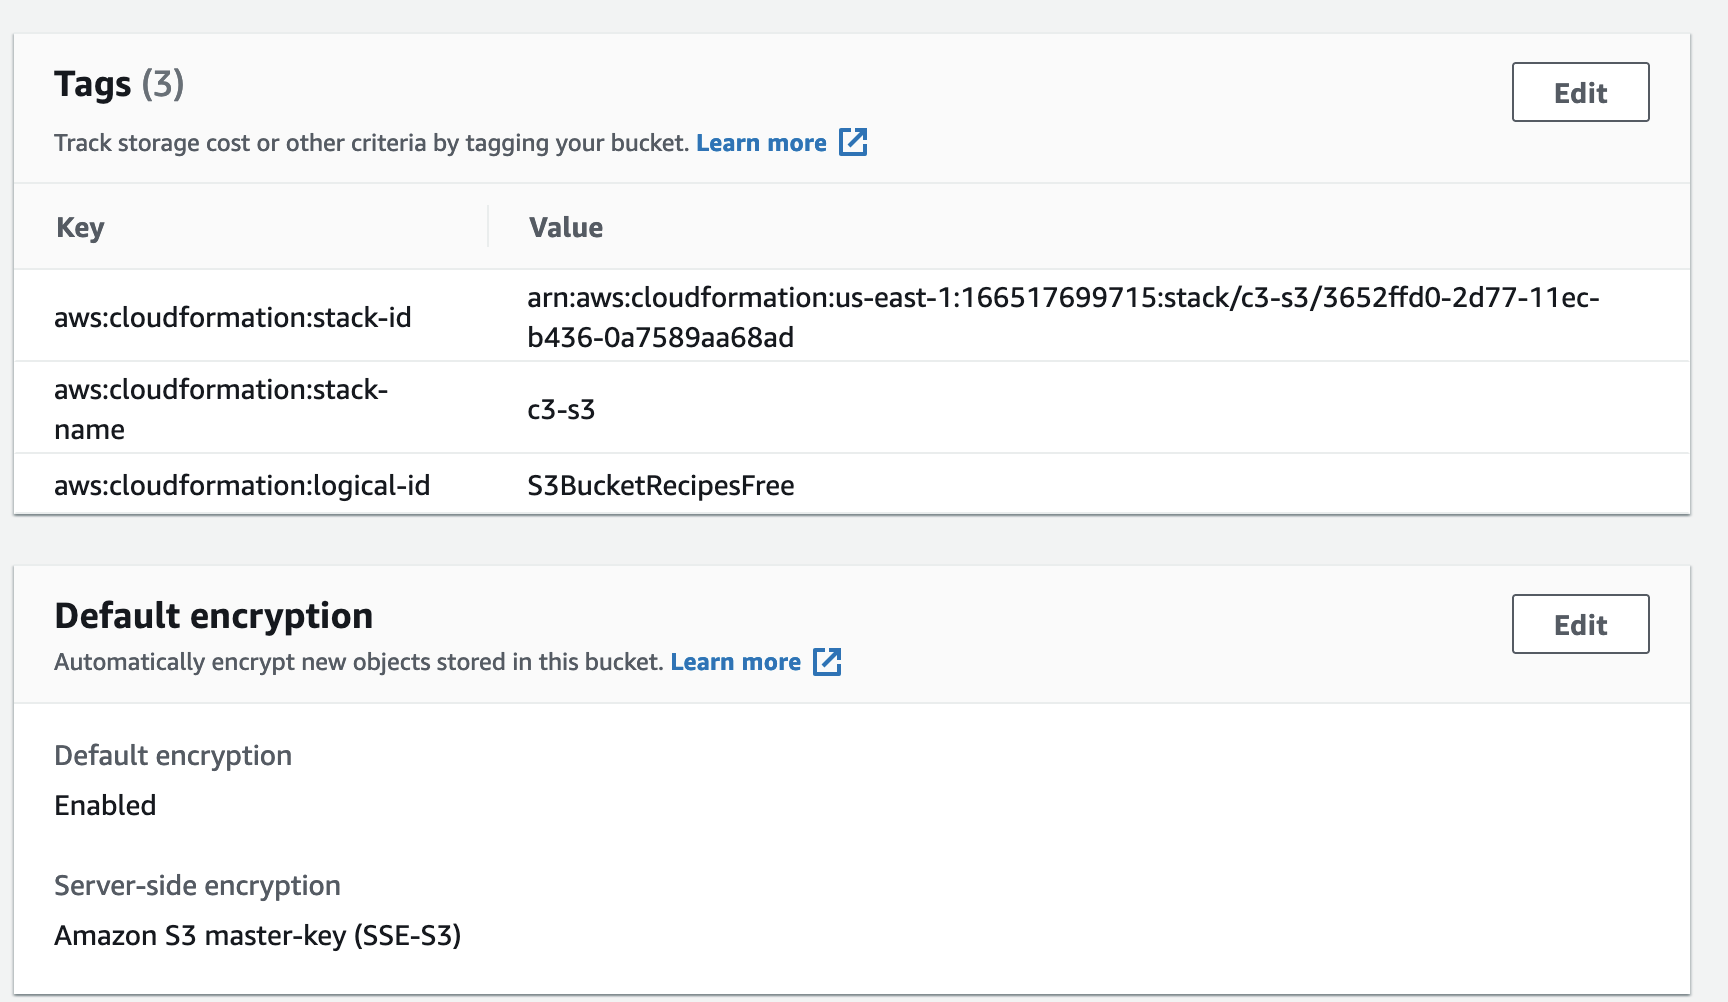 Tags (3)
Edit
Track storage cost or other criteria by tagging your bucket. Learn more
Key
Value
aws:cloudformation:stack-id
arn:aws:cloudformation:us-east-1:166517699715:stack/c3-s3/3652ffd0-2d77-11ec-
b436-0a7589aa68ad
aws:cloudformation:stack-
name
c3-s3
aws:cloudformation:logical-id
S3BucketRecipesFree
Default encryption
Edit
Automatically encrypt new objects stored in this bucket. Learn more
Default encryption
Enabled
Server-side encryption
Amazon S3 master-key (SSE-S3)